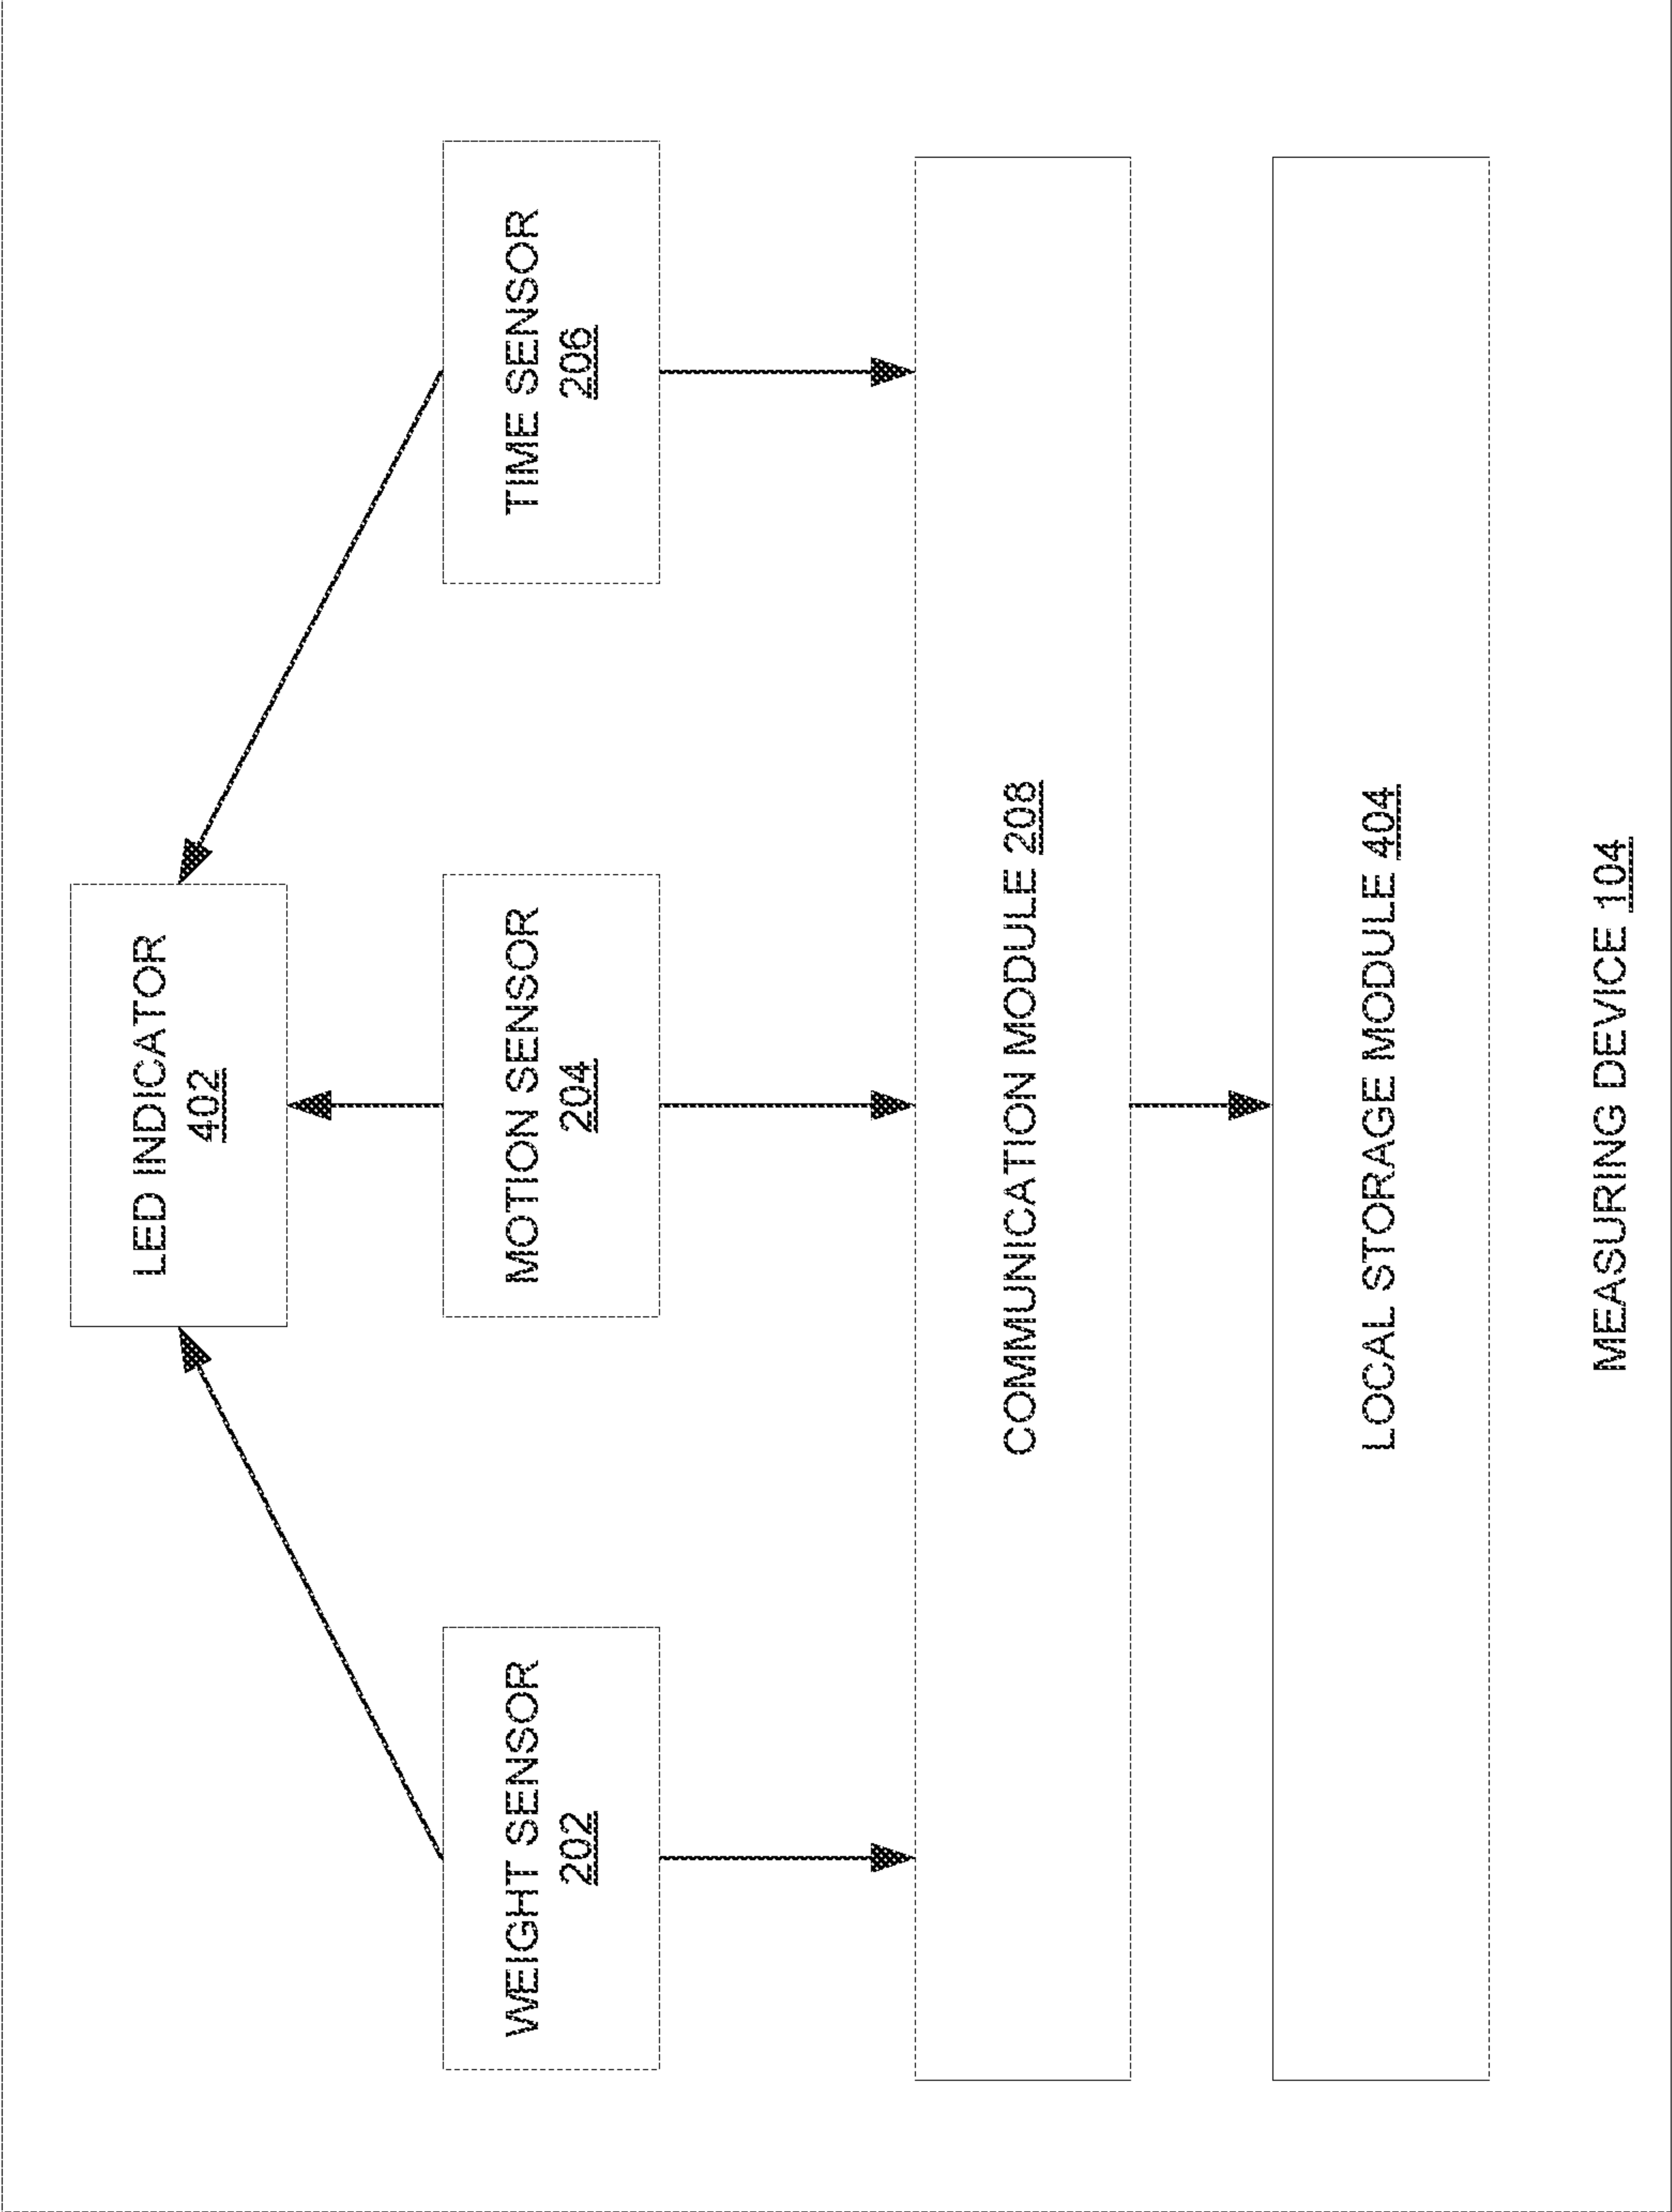 LED INDICATOR
402
WEIGHT SENSOR
202
MOTION SENSOR
204
TIME SENSOR
206
COMMUNICATION MODULE 208
LOCAL STORAGE MODULE 404
MEASURING DEVICE 104